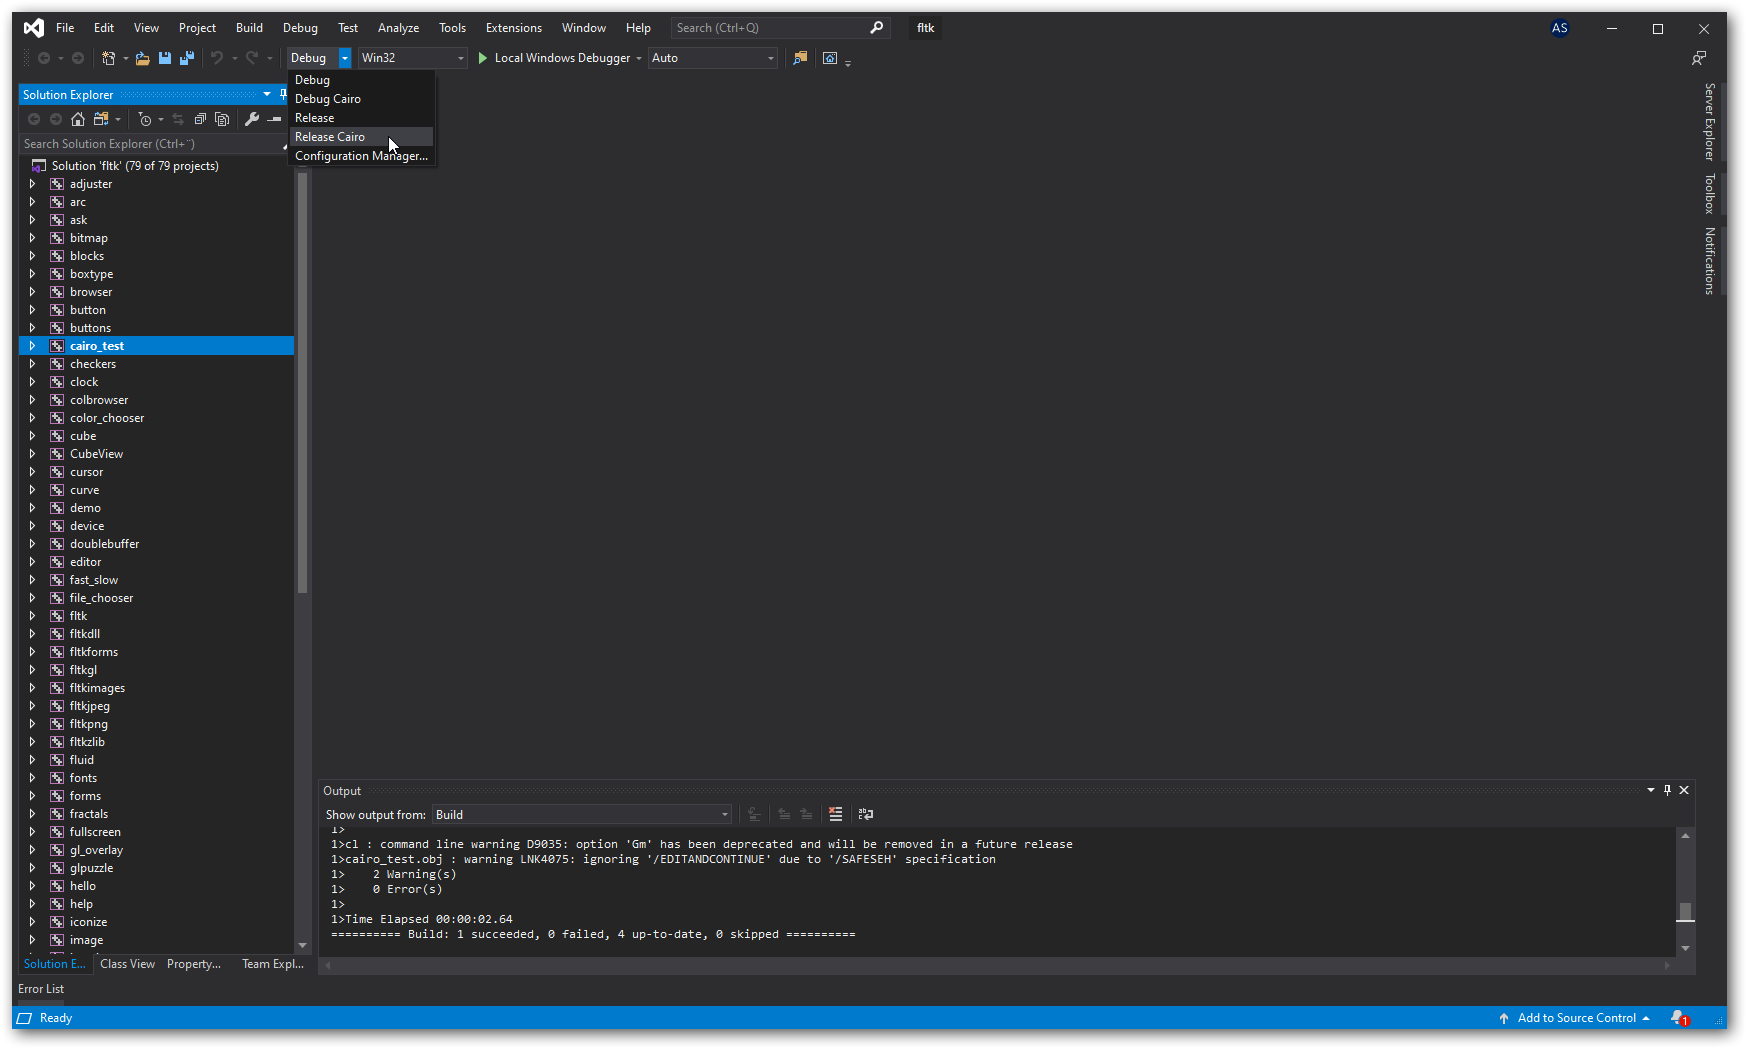 File Edit View Project Build Debug Test Analyze Tools Extensions Window Help Search (Ctrl+Q) fltk AS
Debug Win32 Local Windows Debugger Auto
Debug
Debug Cairo
Release
Release Cairo
Configuration Manager...
Solution Explorer
Search Solution Explorer (Ctrl+¨)
Solution 'fltk' (79 of 79 projects)
adjuster
arc
ask
bitmap
blocks
boxtype
browser
button
buttons
cairo_test
checkers
clock
colbrowser
color_chooser
cube
CubeView
cursor
curve
demo
device
doublebuffer
editor
fast_slow
file_chooser
fltk
fltkdll
fltkforms
fltkgl
fltkimages
fltkjpeg
fltkpng
fltkzlib
fluid
fonts
forms
fractals
fullscreen
gl_overlay
glpuzzle
hello
help
iconize
image
Solution E... Class View Property... Team Expl...
Server Explorer
Toolbox
Notifications
Output
Show output from: Build
1>
1>cl : command line warning D9035: option 'Gm' has been deprecated and will be removed in a future release
1>cairo_test.obj : warning LNK4075: ignoring '/EDITANDCONTINUE' due to '/SAFESEH' specification
1>    2 Warning(s)
1>    0 Error(s)
1>
1>Time Elapsed 00:00:02.64
========== Build: 1 succeeded, 0 failed, 4 up-to-date, 0 skipped ==========
Error List
Ready Add to Source Control 1